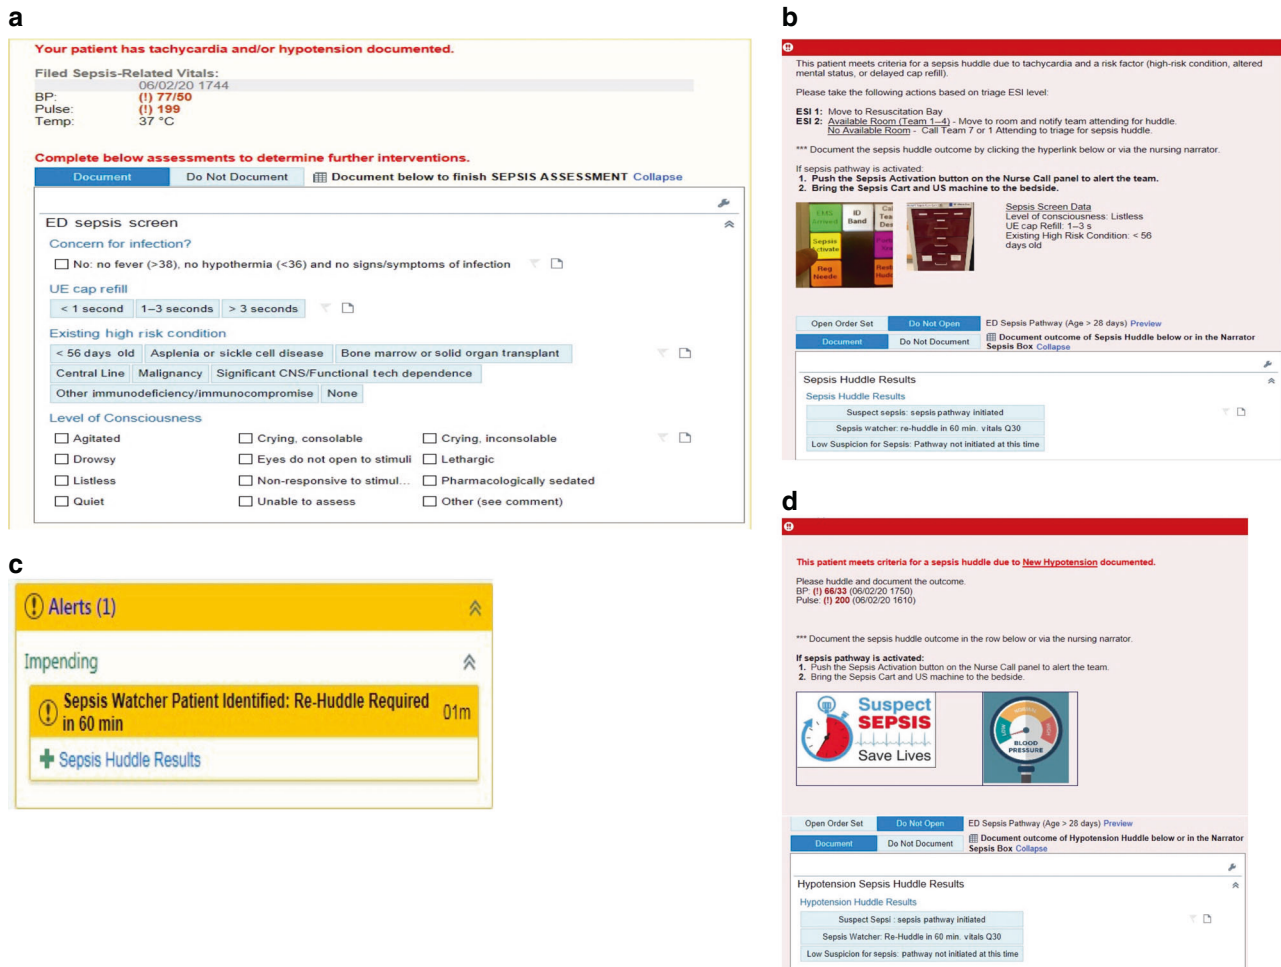 a
Your patient has tachycardia and/or hypotension documented.
Filed Sepsis-Related Vitals:
06/02/20 1744
BP: (!) 77/50
Pulse: (!) 199
Temp: 37 °C
Complete below assessments to determine further interventions.
Document Do Not Document Document below to finish SEPSIS ASSESSMENT Collapse
ED sepsis screen
Concern for infection?
No: no fever (>38), no hypothermia (<36) and no signs/symptoms of infection
UE cap refill
< 1 second 1–3 seconds > 3 seconds
Existing high risk condition
< 56 days old Asplenia or sickle cell disease Bone marrow or solid organ transplant
Central Line Malignancy Significant CNS/Functional tech dependence
Other immunodeficiency/immunocompromise None
Level of Consciousness
Agitated Crying, consolable Crying, inconsolable
Drowsy Eyes do not open to stimuli Lethargic
Listless Non-responsive to stimul... Pharmacologically sedated
Quiet Unable to assess Other (see comment)
b
This patient meets criteria for a sepsis huddle due to tachycardia and a risk factor (high-risk condition, altered
mental status, or delayed cap refill).
Please take the following actions based on triage ESI level:
ESI 1: Move to Resuscitation Bay
ESI 2: Available Room (Team 1–4) - Move to room and notify team attending for huddle.
No Available Room - Call Team 7 or 1 Attending to triage for sepsis huddle.
*** Document the sepsis huddle outcome by clicking the hyperlink below or via the nursing narrator.
If sepsis pathway is activated:
1. Push the Sepsis Activation button on the Nurse Call panel to alert the team.
2. Bring the Sepsis Cart and US machine to the bedside.
EMS
ID
Band
Sepsis
Reg
Neede
Sepsis Screen Data
Level of consciousness: Listless
UE cap Refill: 1–3 s
Existing High Risk Condition: < 56
days old
Open Order Set Do Not Open ED Sepsis Pathway (Age > 28 days) Preview
Document Do Not Document Document outcome of Sepsis Huddle below or in the Narrator
Sepsis Box Collapse
Sepsis Huddle Results
Sepsis Huddle Results
Suspect sepsis: sepsis pathway initiated
Sepsis watcher: re-huddle in 60 min. vitals Q30
Low Suspicion for Sepsis: Pathway not initiated at this time
c
Alerts (1)
Impending
Sepsis Watcher Patient Identified: Re-Huddle Required
in 60 min
01m
Sepsis Huddle Results
d
This patient meets criteria for a sepsis huddle due to New Hypotension documented.
Please huddle and document the outcome.
BP: (!) 66/33 (06/02/20 1750)
Pulse: (!) 200 (06/02/20 1610)
*** Document the sepsis huddle outcome in the row below or via the nursing narrator.
If sepsis pathway is activated:
1. Push the Sepsis Activation button on the Nurse Call panel to alert the team.
2. Bring the Sepsis Cart and US machine to the bedside.
Suspect
SEPSIS
Save Lives
LOW
BLOOD
PRESSURE
Open Order Set Do Not Open ED Sepsis Pathway (Age > 28 days) Preview
Document Do Not Document Document outcome of Hypotension Huddle below or in the Narrator
Sepsis Box Collapse
Hypotension Sepsis Huddle Results
Hypotension Huddle Results
Suspect Sepsi : sepsis pathway initiated
Sepsis Watcher: Re-Huddle in 60 min. vitals Q30
Low Suspicion for sepsis: pathway not initiated at this time